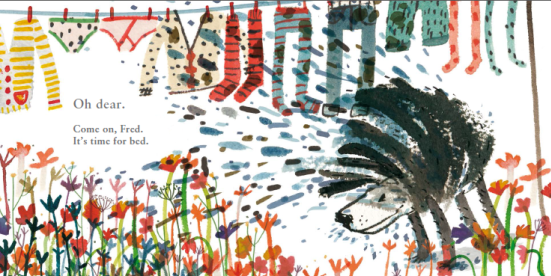 Oh dear.
Come on, Fred.
It's time for bed.